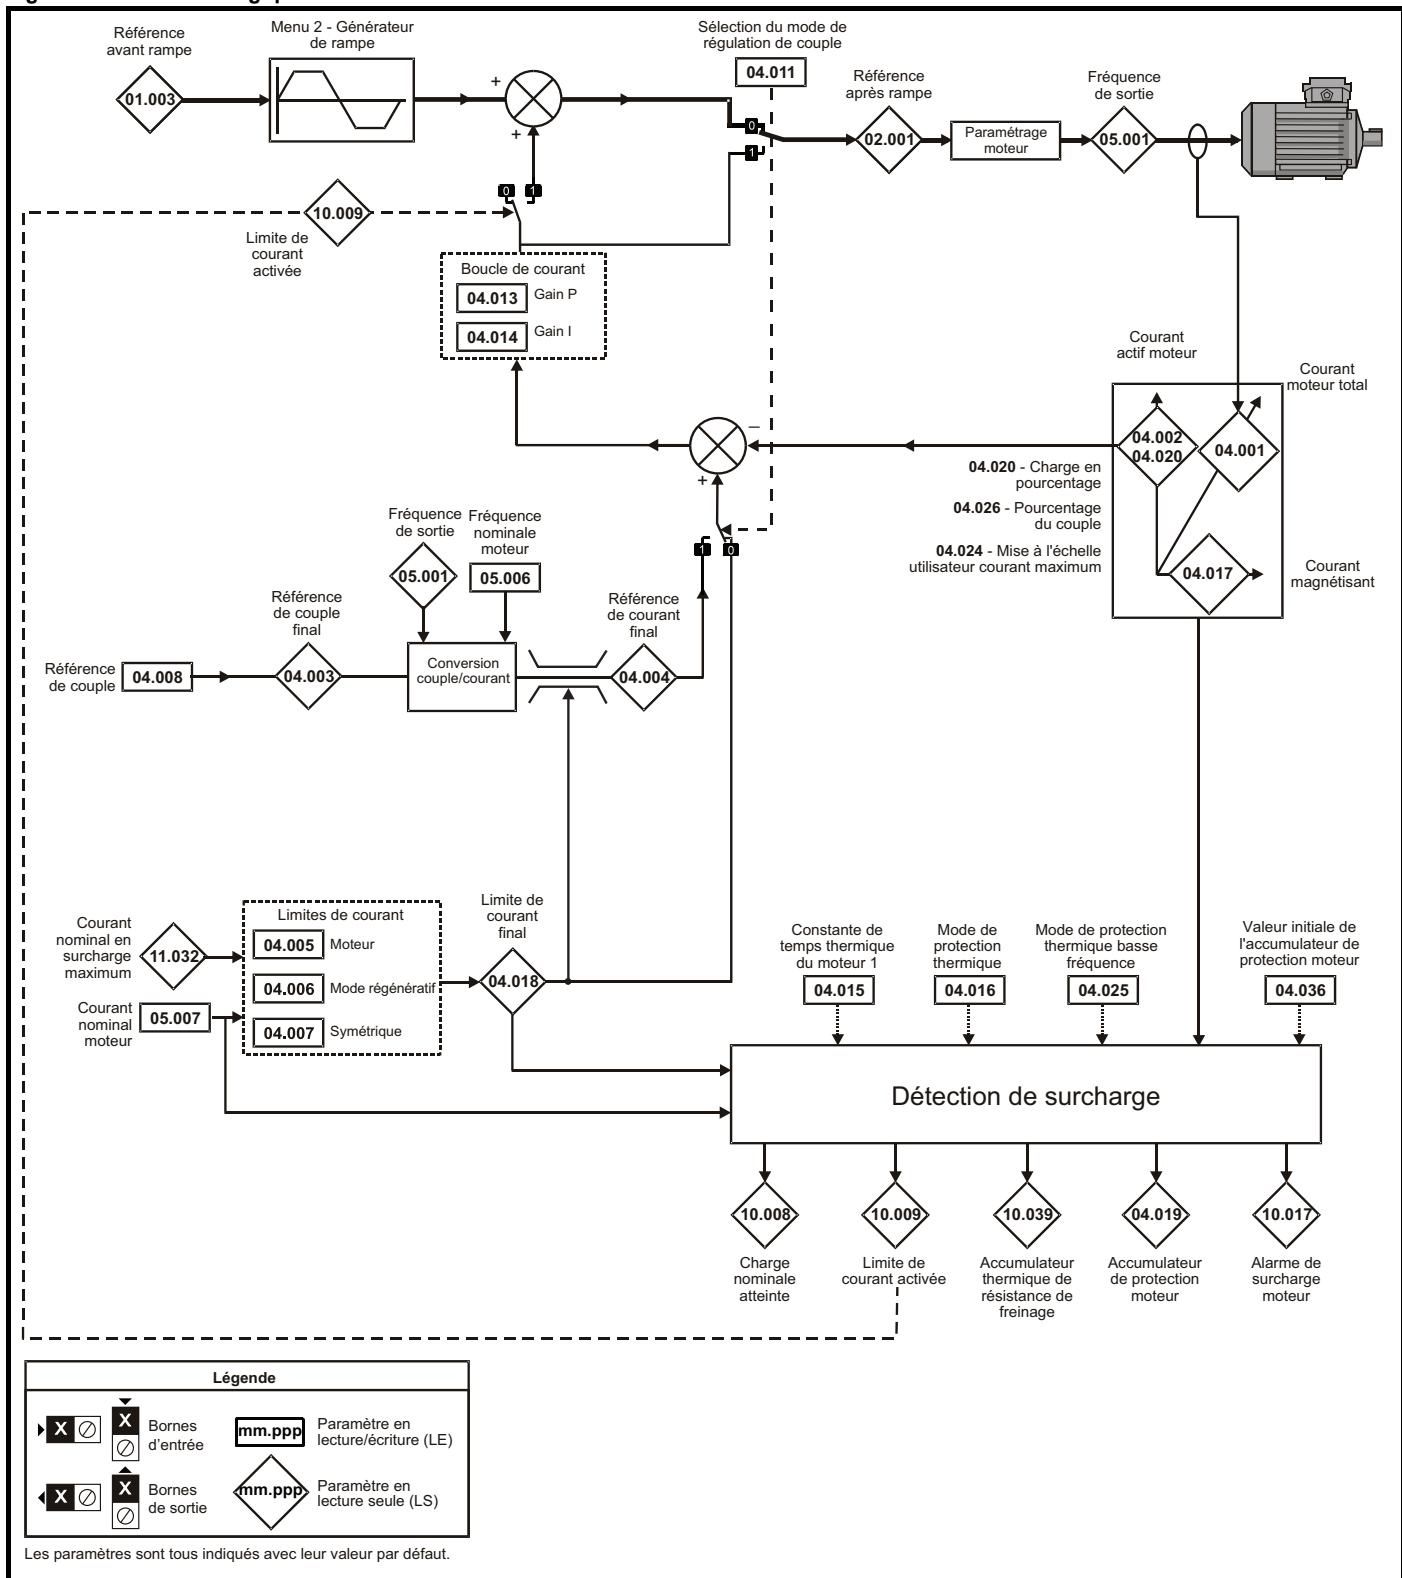 Référence
avant rampe
01.003
Menu 2 - Générateur
de rampe
+
+
Sélection du mode de
régulation de couple
04.011
0
1
Référence
après rampe
02.001
Paramétrage
moteur
Fréquence
de sortie
05.001
0
1
10.009
Limite de
courant
activée
Boucle de courant
04.013 Gain P
04.014 Gain I
Courant
actif moteur
Courant
moteur total
04.002
04.020
04.001
04.017
Courant
magnétisant
–
+
04.020 - Charge en
pourcentage
04.026 - Pourcentage
du couple
04.024 - Mise à l'échelle
utilisateur courant maximum
1
0
Fréquence
de sortie
05.001
Fréquence
nominale
moteur
05.006
Référence
de couple
04.008
Référence
de couple
final
04.003
Conversion
couple/courant
Référence
de courant
final
04.004
Courant
nominal en
surcharge
maximum
11.032
Courant
nominal
moteur
05.007
Limites de courant
04.005 Moteur
04.006 Mode régénératif
04.007 Symétrique
Limite de
courant
final
04.018
Constante de
temps thermique
du moteur 1
04.015
Mode de
protection
thermique
04.016
Mode de protection
thermique basse
fréquence
04.025
Valeur initiale de
l'accumulateur de
protection moteur
04.036
Détection de surcharge
10.008
Charge
nominale
atteinte
10.009
Limite de
courant activée
10.039
Accumulateur
thermique de
résistance de
freinage
04.019
Accumulateur
de protection
moteur
10.017
Alarme de
surcharge
moteur
Légende
X
X
Bornes
d'entrée
mm.ppp
Paramètre en
lecture/écriture (LE)
X
X
Bornes
de sortie
mm.ppp
Paramètre en
lecture seule (LS)
Les paramètres sont tous indiqués avec leur valeur par défaut.